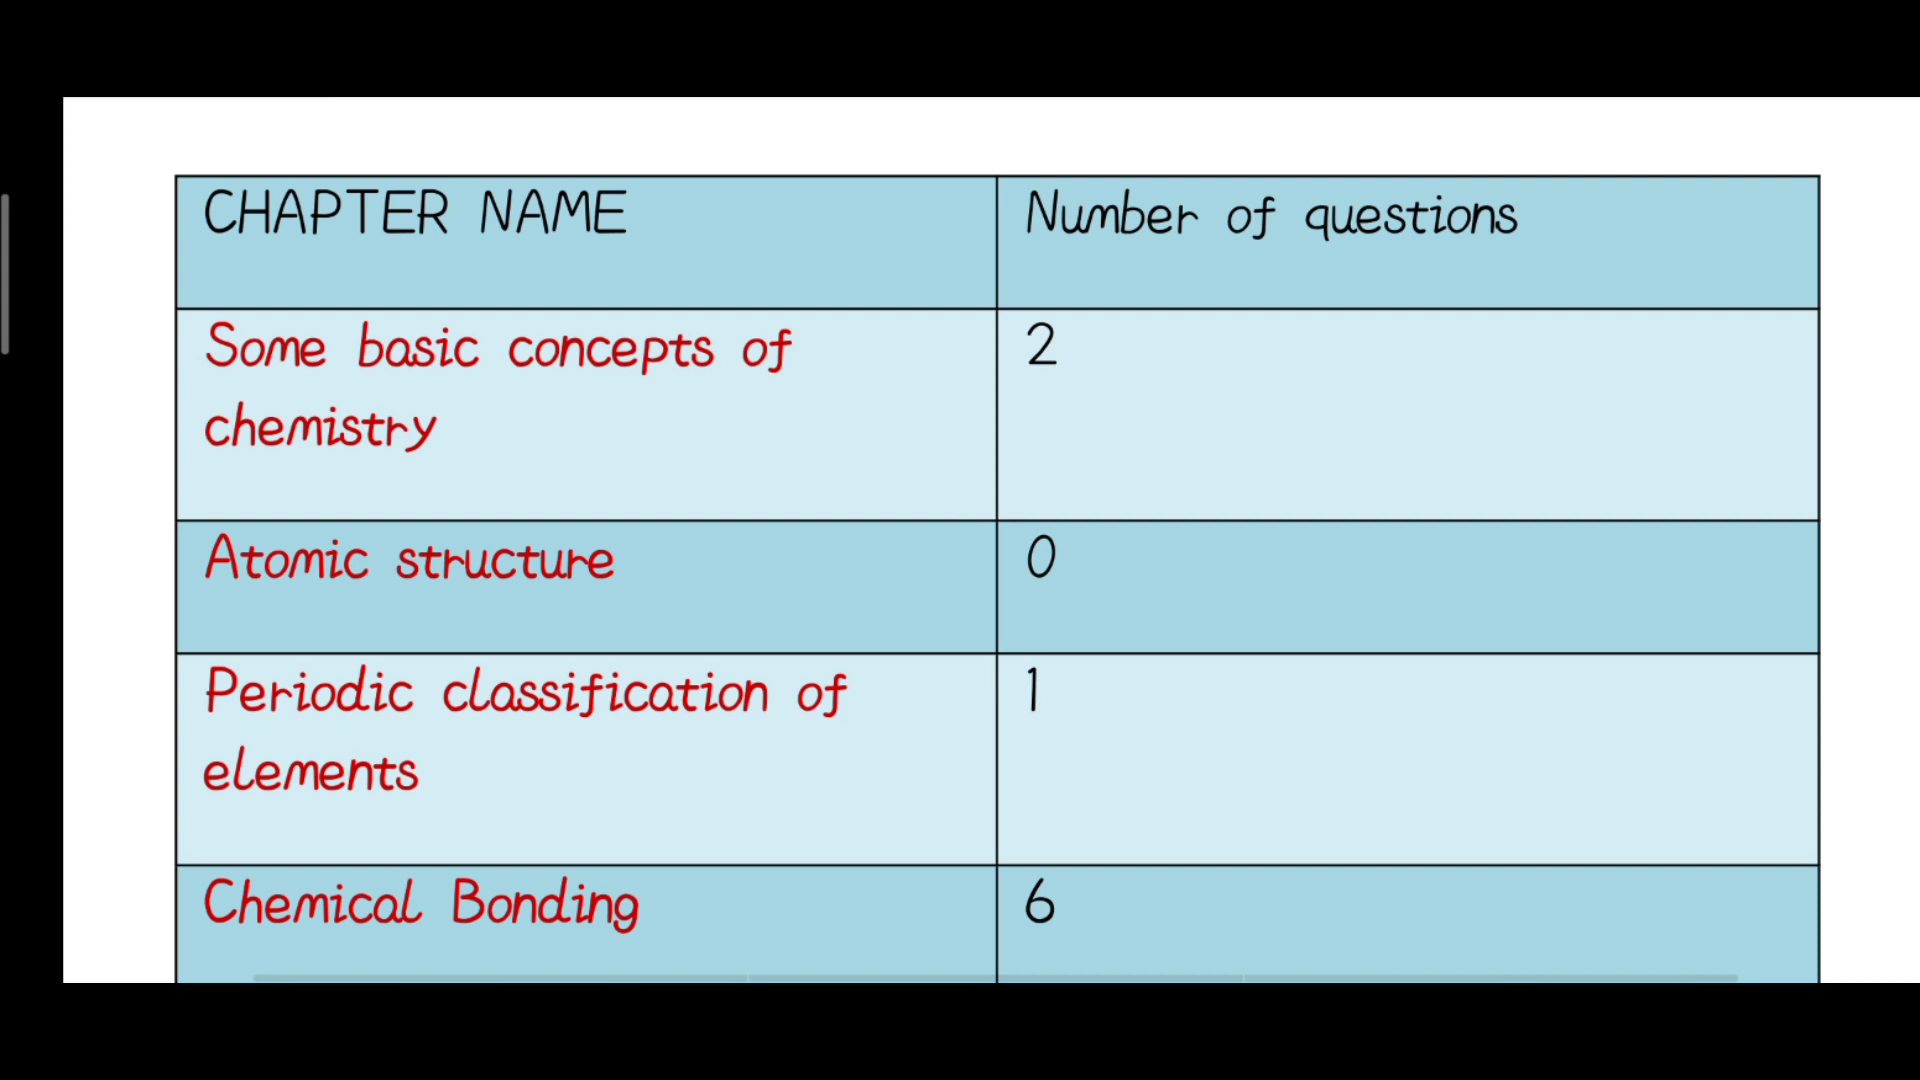 CHAPTER NAME
Number of questions
Some basic concepts of
chemistry
2
Atomic structure
0
Periodic classification of
elements
1
Chemical Bonding
6